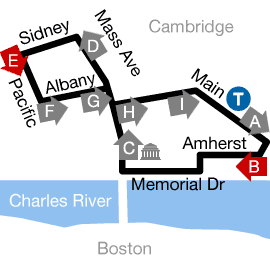 Sidney
Cambridge
E
D
Mass Ave
Pacific
Albany
Main
F
G
H
I
T
A
C
Amherst
B
Memorial Dr
Charles River
Boston